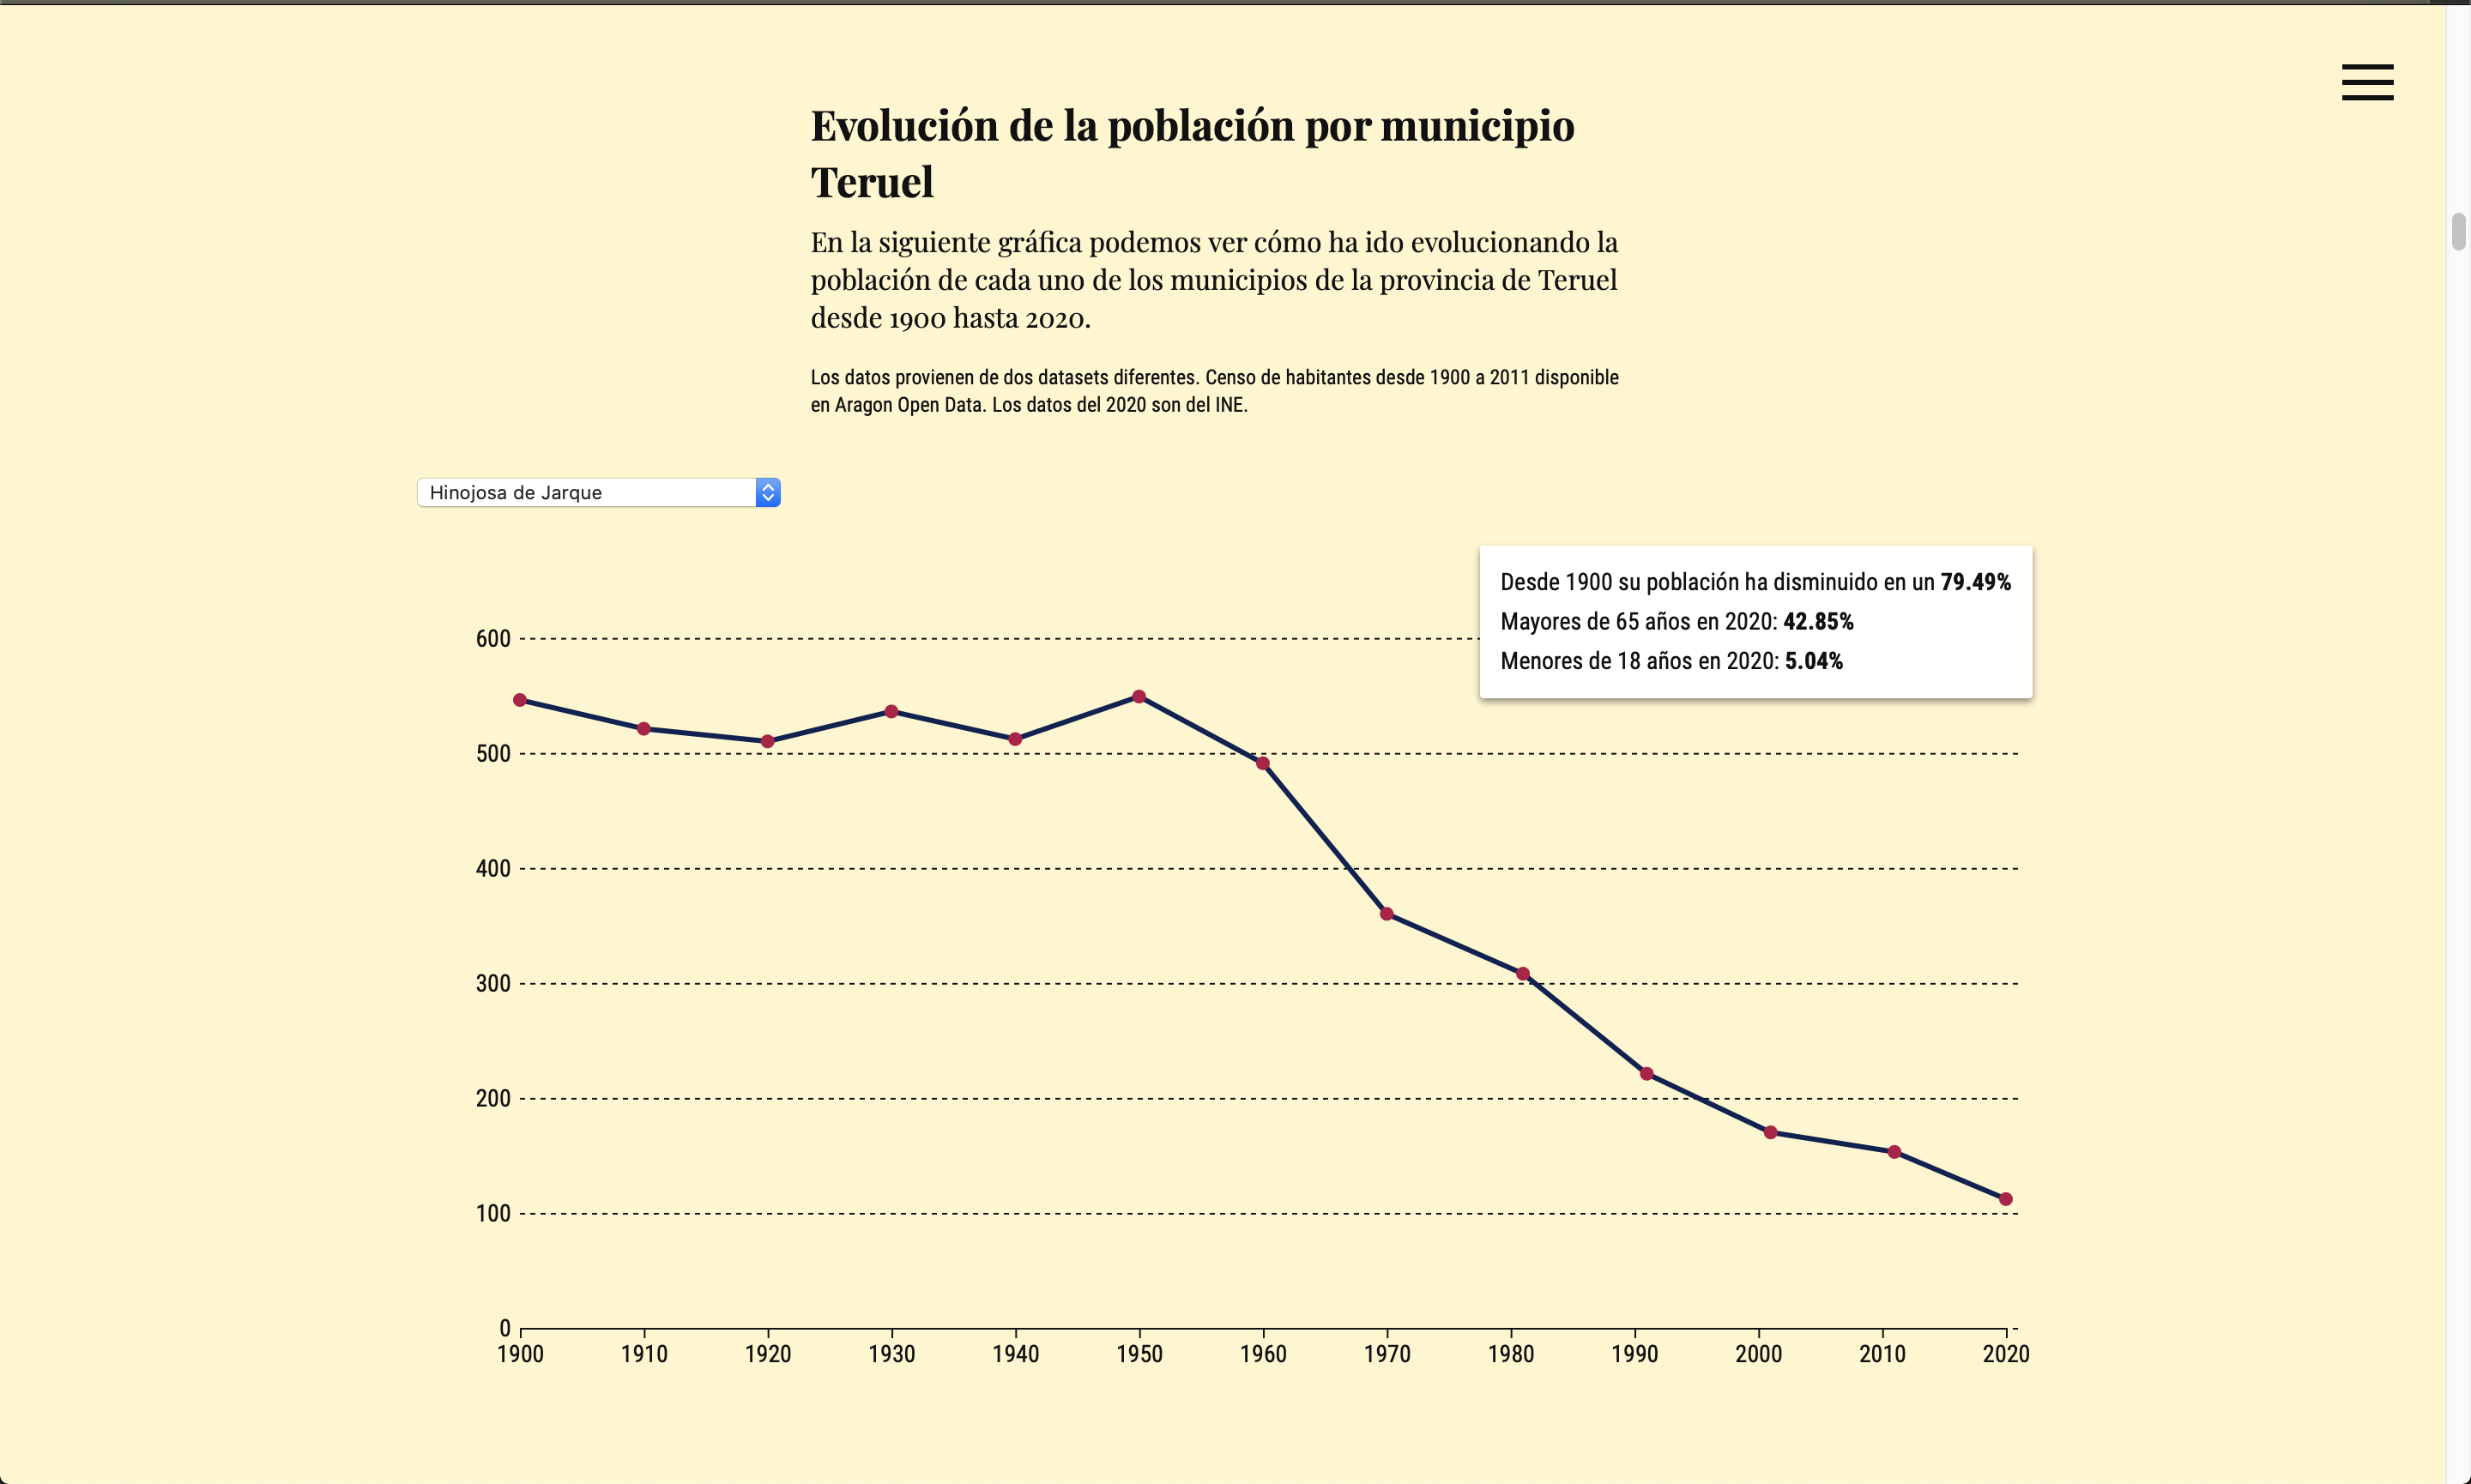 Evolución de la población por municipio
Teruel
En la siguiente gráfica podemos ver cómo ha ido evolucionando la
población de cada uno de los municipios de la provincia de Teruel
desde 1900 hasta 2020.
Los datos provienen de dos datasets diferentes. Censo de habitantes desde 1900 a 2011 disponible
en Aragon Open Data. Los datos del 2020 son del INE.
Hinojosa de Jarque
Desde 1900 su población ha disminuido en un 79.49%
Mayores de 65 años en 2020: 42.85%
Menores de 18 años en 2020: 5.04%
600
500
400
300
200
100
0
1900 1910 1920 1930 1940 1950 1960 1970 1980 1990 2000 2010 2020